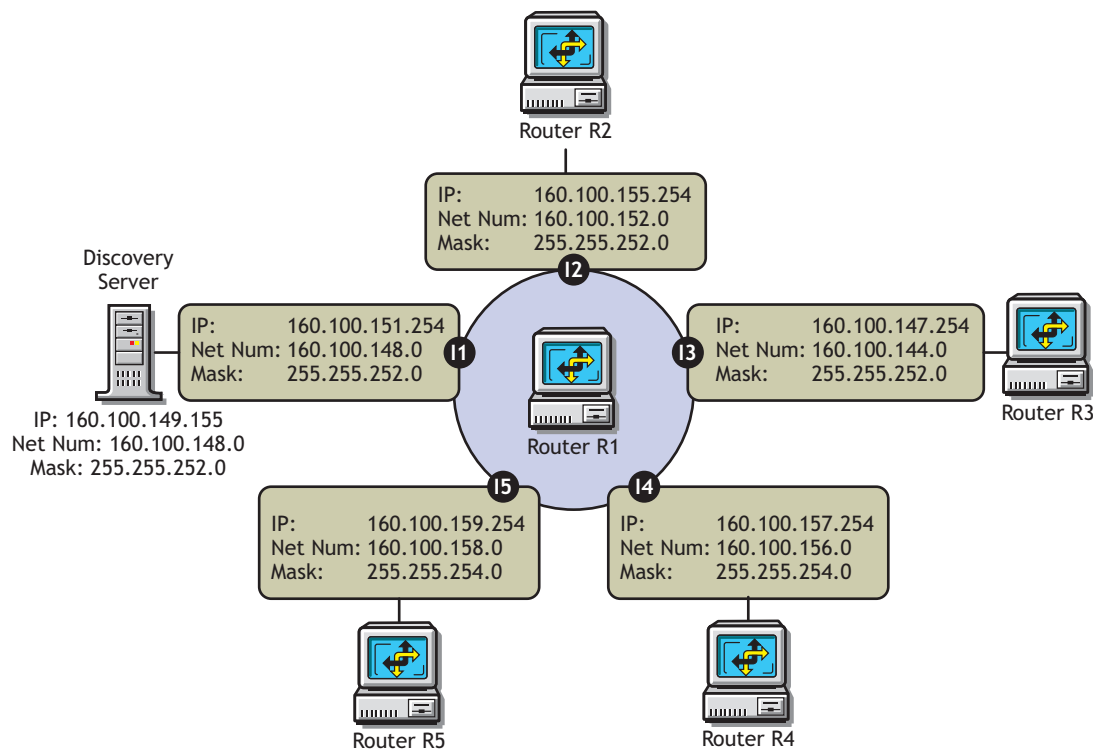 Router R2
IP: 160.100.155.254
Net Num: 160.100.152.0
Mask: 255.255.252.0
I2
Discovery
Server
IP: 160.100.151.254
Net Num: 160.100.148.0
Mask: 255.255.252.0
I1
IP: 160.100.149.155
Net Num: 160.100.148.0
Mask: 255.255.252.0
Router R1
I3
IP: 160.100.147.254
Net Num: 160.100.144.0
Mask: 255.255.252.0
Router R3
I5
IP: 160.100.159.254
Net Num: 160.100.158.0
Mask: 255.255.254.0
Router R5
I4
IP: 160.100.157.254
Net Num: 160.100.156.0
Mask: 255.255.254.0
Router R4